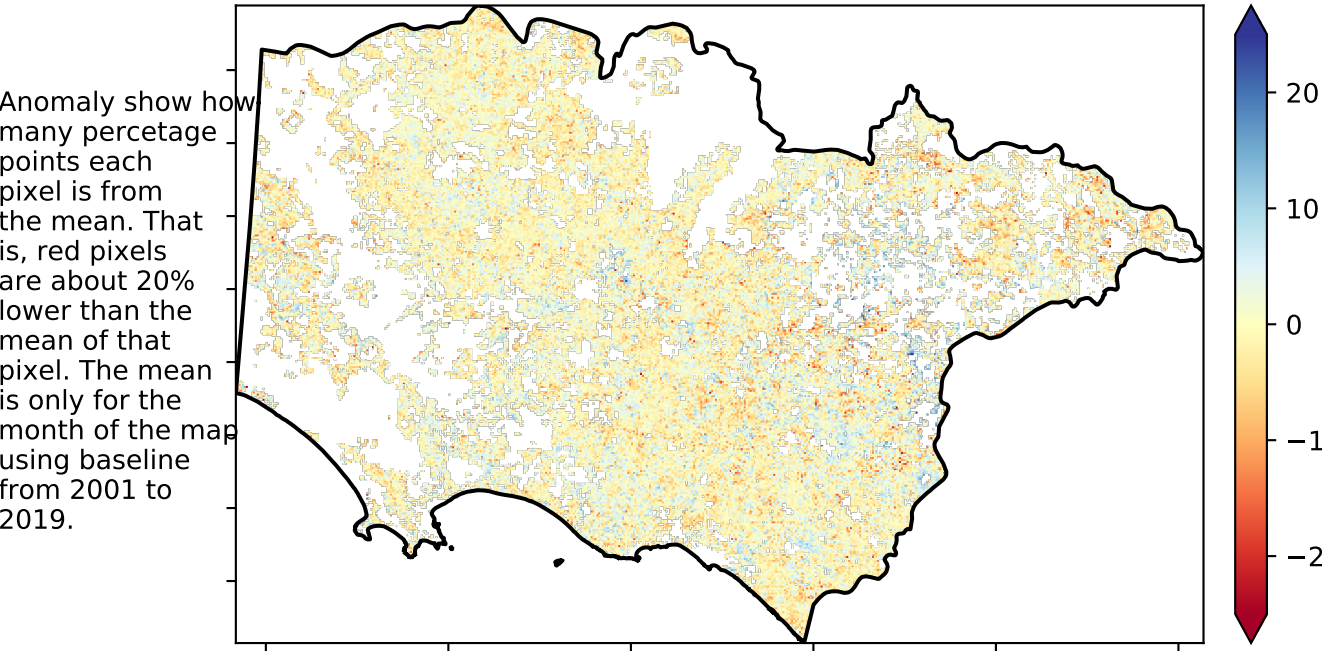 Anomaly show how
many percetage
points each
pixel is from
the mean. That
is, red pixels
are about 20%
lower than the
mean of that
pixel. The mean
is only for the
month of the map
using baseline
from 2001 to
2019.
20
10
0
−1
−2